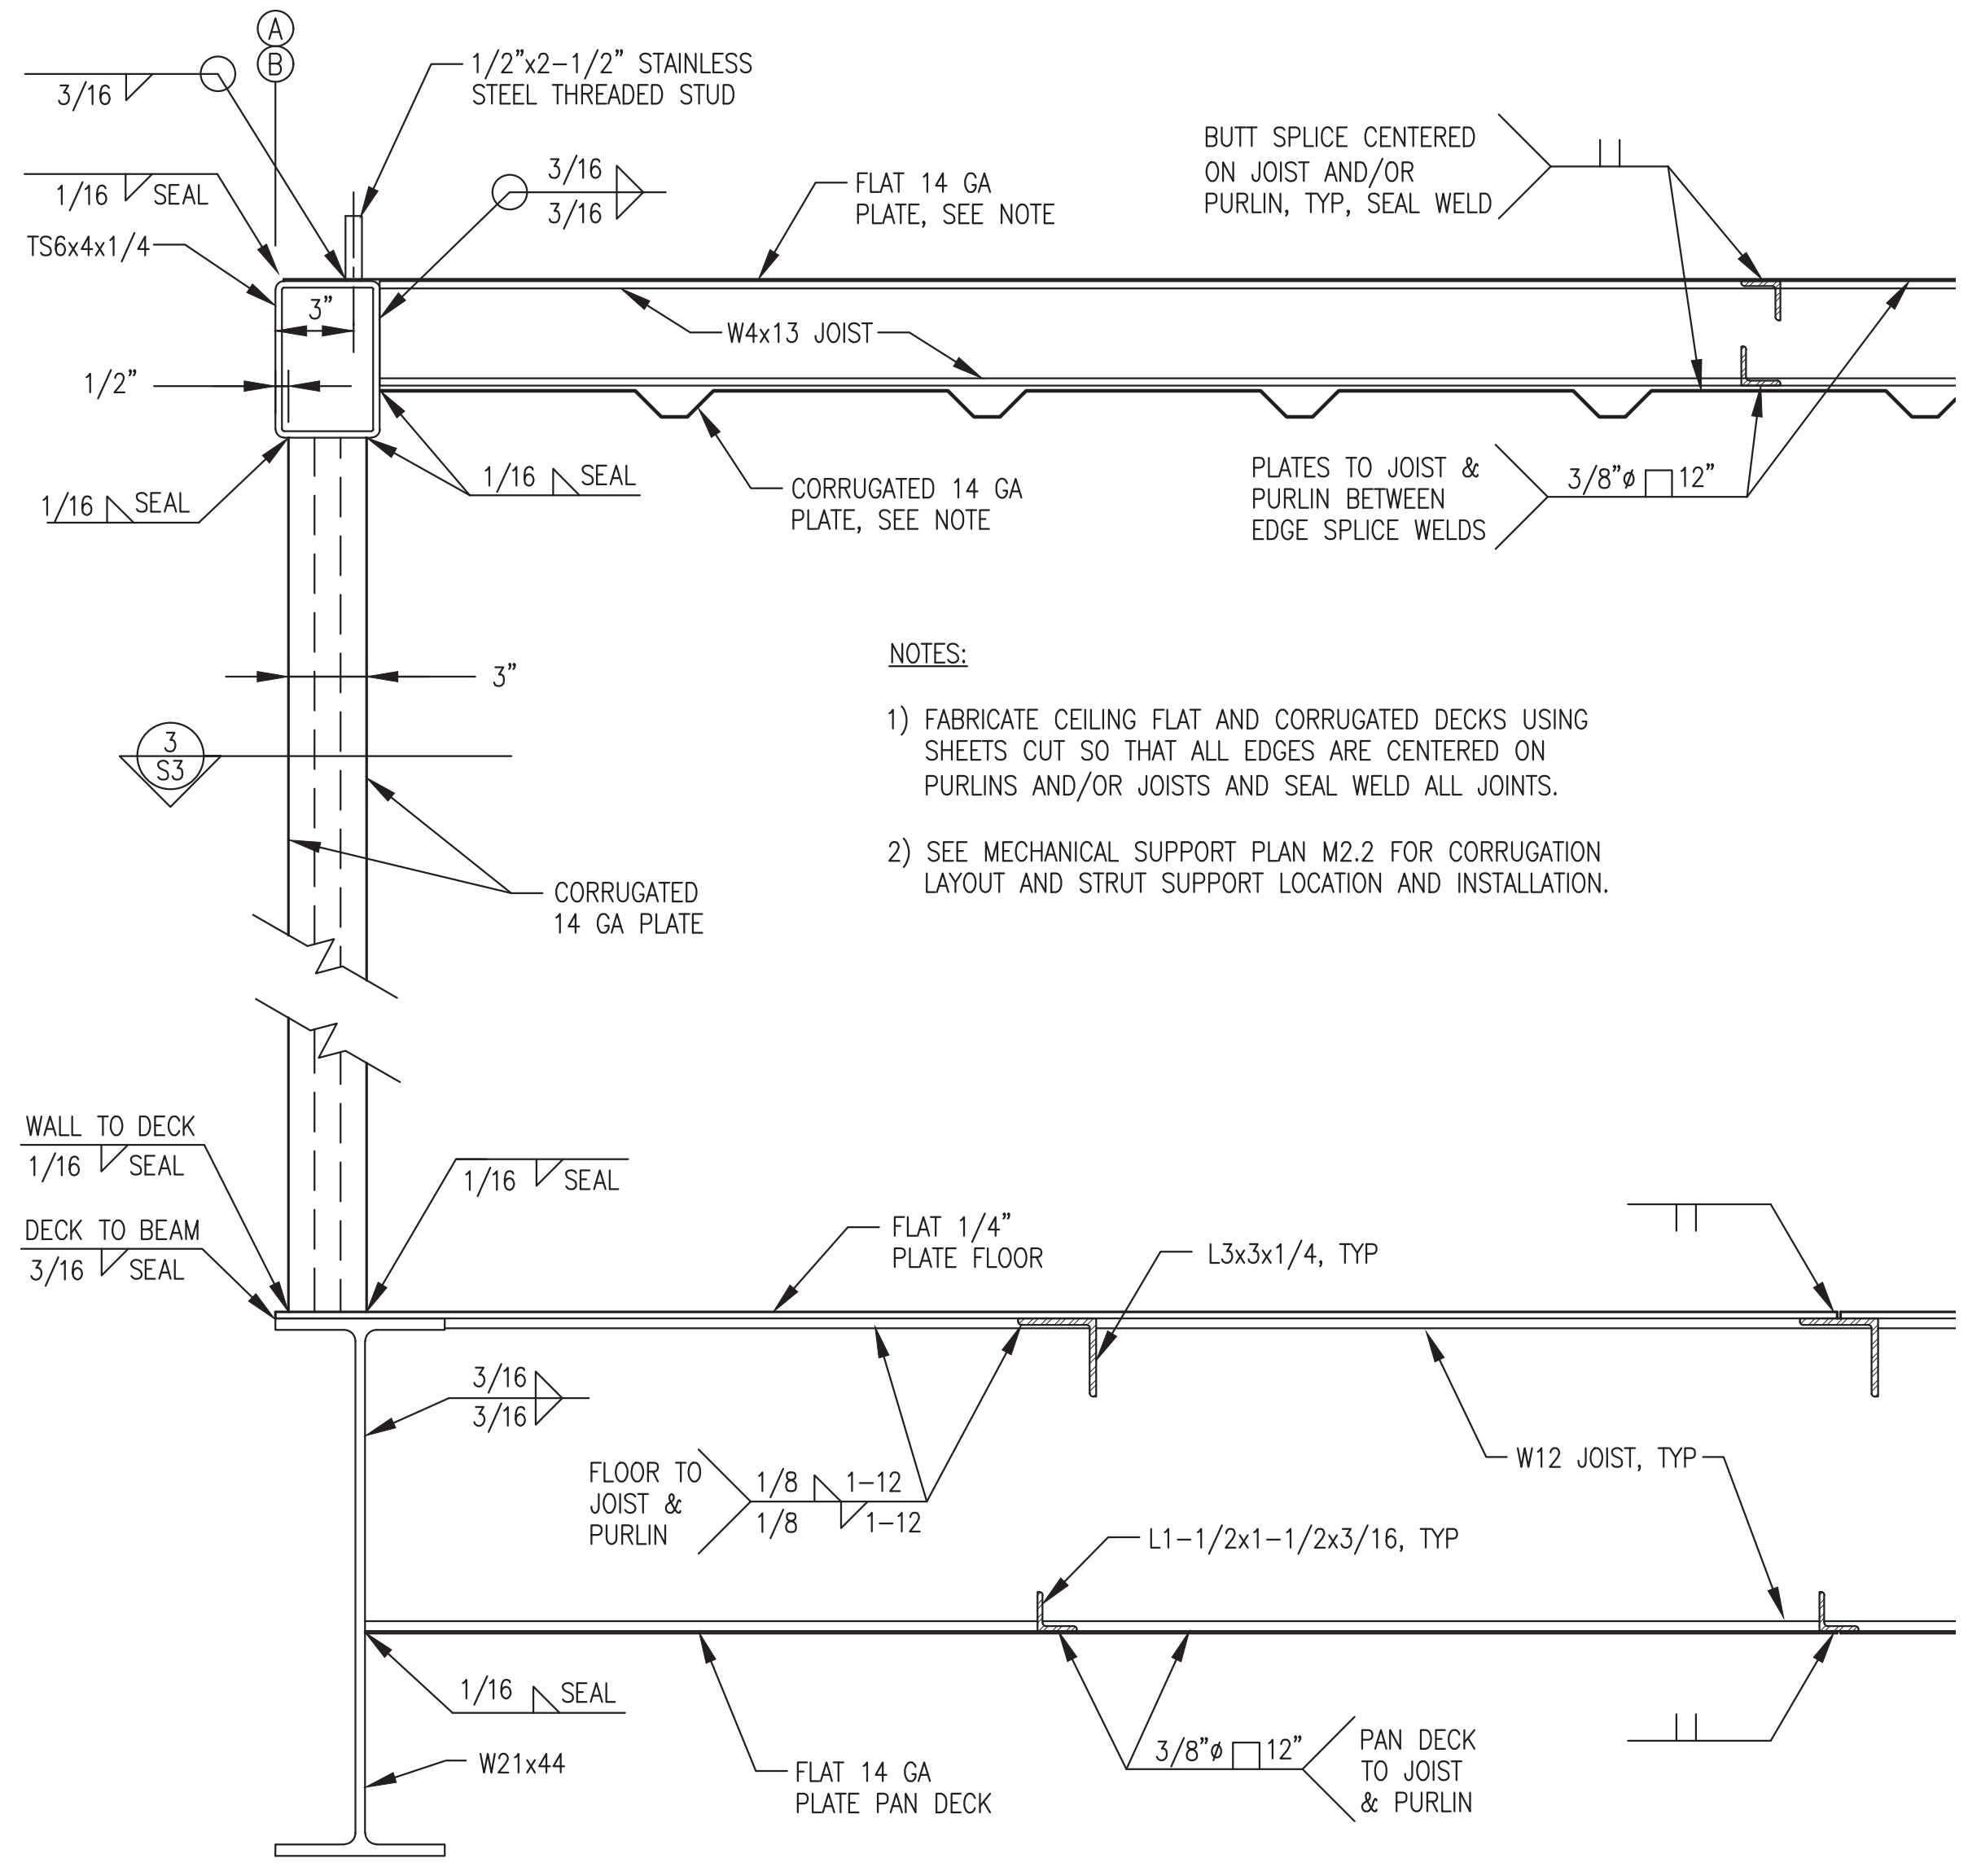 A
B
3/16
1/2"x2-1/2" STAINLESS
STEEL THREADED STUD
1/16 SEAL
TS6x4x1/4
3/16
3/16
FLAT 14 GA
PLATE, SEE NOTE
BUTT SPLICE CENTERED
ON JOIST AND/OR
PURLIN, TYP, SEAL WELD
3"
W4x13 JOIST
1/2"
1/16 SEAL
1/16 SEAL
CORRUGATED 14 GA
PLATE, SEE NOTE
PLATES TO JOIST &
PURLIN BETWEEN
EDGE SPLICE WELDS
3/8"ø 12"
3"
3
S3
NOTES:
1) FABRICATE CEILING FLAT AND CORRUGATED DECKS USING
SHEETS CUT SO THAT ALL EDGES ARE CENTERED ON
PURLINS AND/OR JOISTS AND SEAL WELD ALL JOINTS.
2) SEE MECHANICAL SUPPORT PLAN M2.2 FOR CORRUGATION
LAYOUT AND STRUT SUPPORT LOCATION AND INSTALLATION.
CORRUGATED
14 GA PLATE
WALL TO DECK
1/16 SEAL
1/16 SEAL
DECK TO BEAM
3/16 SEAL
FLAT 1/4"
PLATE FLOOR
L3x3x1/4, TYP
3/16
3/16
FLOOR TO
JOIST &
PURLIN
1/8 1-12
1/8 1-12
W12 JOIST, TYP
L1-1/2x1-1/2x3/16, TYP
1/16 SEAL
W21x44
FLAT 14 GA
PLATE PAN DECK
3/8"ø 12"
PAN DECK
TO JOIST
& PURLIN